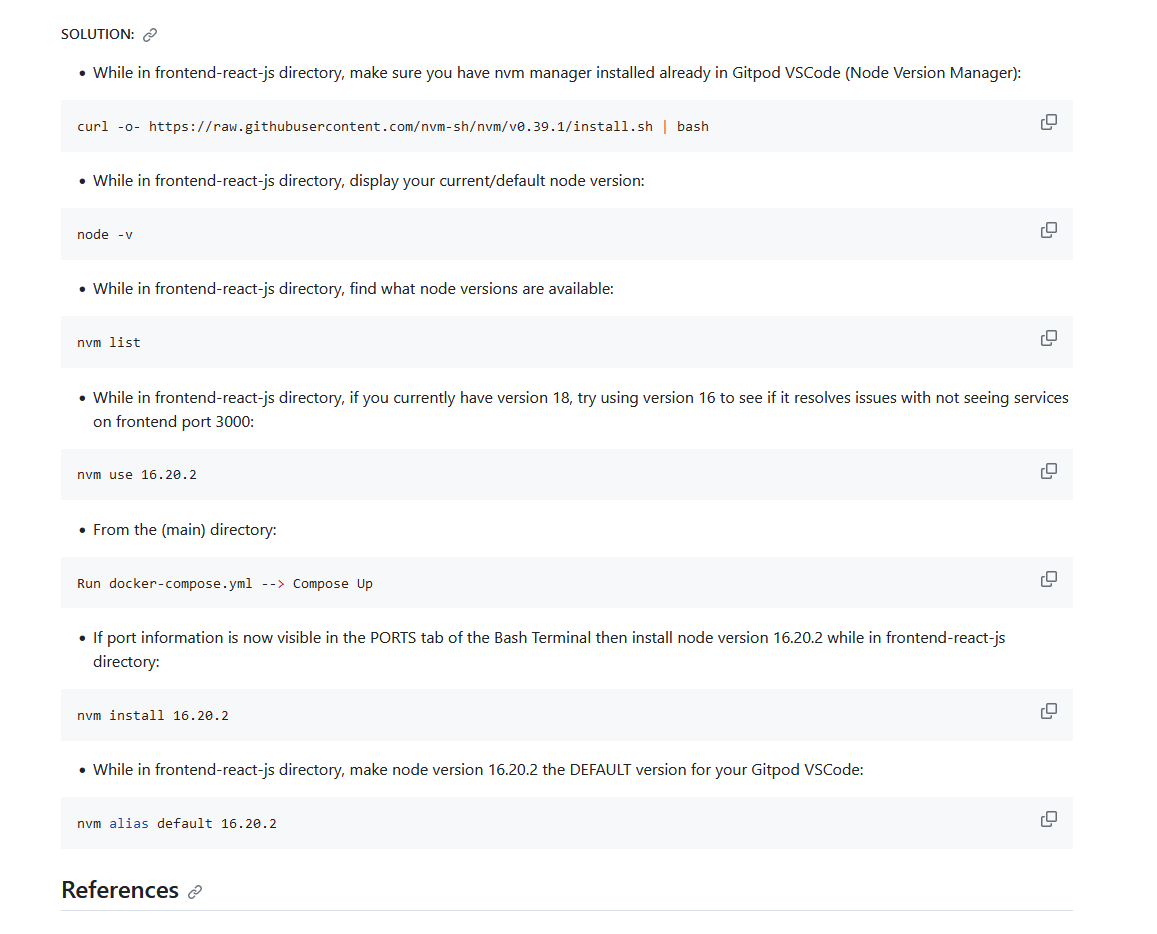 SOLUTION:
• While in frontend-react-js directory, make sure you have nvm manager installed already in Gitpod VSCode (Node Version Manager):
curl -o- https://raw.githubusercontent.com/nvm-sh/nvm/v0.39.1/install.sh | bash
• While in frontend-react-js directory, display your current/default node version:
node -v
• While in frontend-react-js directory, find what node versions are available:
nvm list
• While in frontend-react-js directory, if you currently have version 18, try using version 16 to see if it resolves issues with not seeing services
on frontend port 3000:
nvm use 16.20.2
• From the (main) directory:
Run docker-compose.yml --> Compose Up
• If port information is now visible in the PORTS tab of the Bash Terminal then install node version 16.20.2 while in frontend-react-js
directory:
nvm install 16.20.2
• While in frontend-react-js directory, make node version 16.20.2 the DEFAULT version for your Gitpod VSCode:
nvm alias default 16.20.2
References